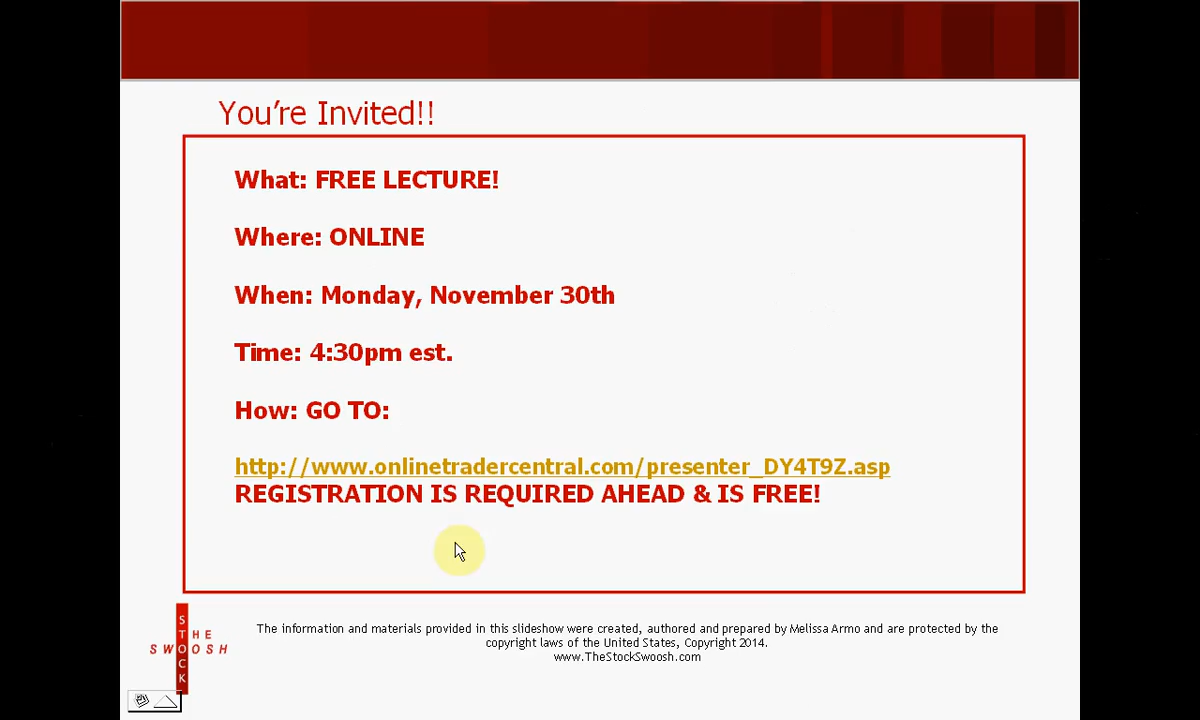 You're Invited!!
What: FREE LECTURE!
Where: ONLINE
When: Monday, November 30th
Time: 4:30pm est.
How: GO TO:
http://www.onlinetradercentral.com/presenter_DY4T9Z.asp
REGISTRATION IS REQUIRED AHEAD & IS FREE!
THE
STOCK
SWOOSH
The information and materials provided in this slideshow were created, authored and prepared by Melissa Armo and are protected by the
copyright laws of the United States, Copyright 2014.
www.TheStockSwoosh.com